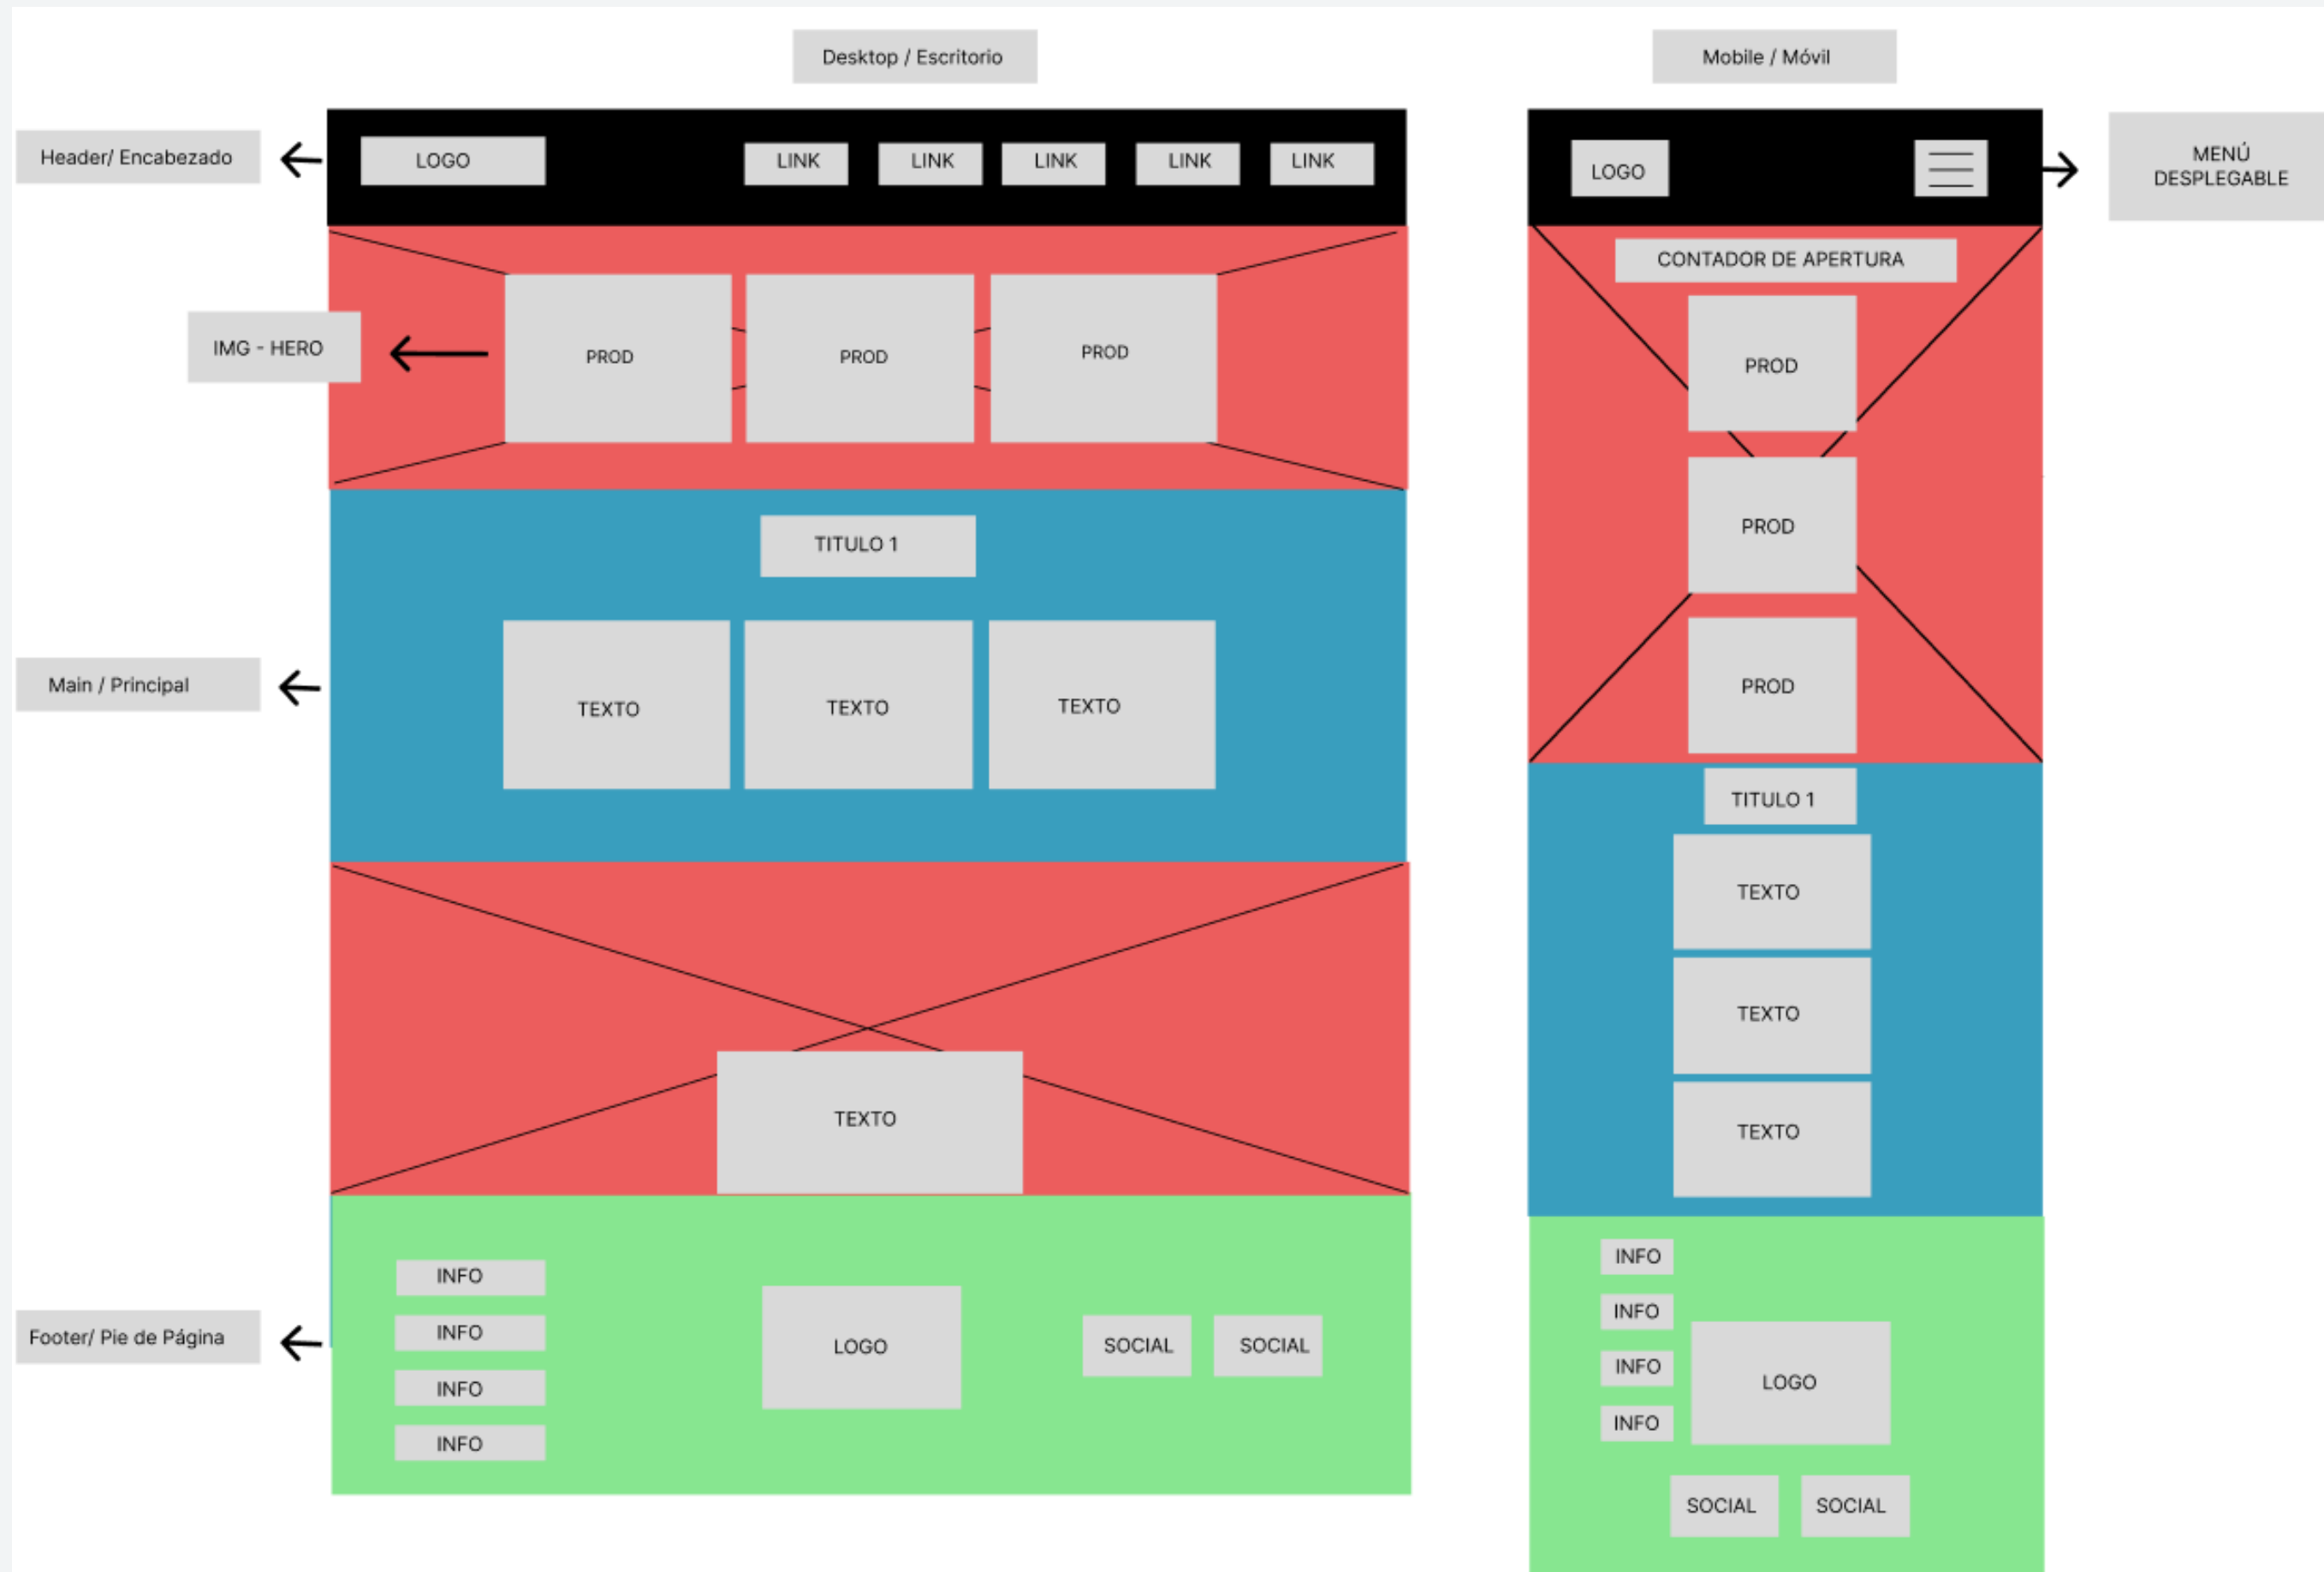 Desktop / Escritorio
Header/ Encabezado
LOGO
LINK
LINK
LINK
LINK
LINK
IMG - HERO
PROD
PROD
PROD
Main / Principal
TITULO 1
TEXTO
TEXTO
TEXTO
TEXTO
Footer/ Pie de Página
INFO
INFO
INFO
INFO
LOGO
SOCIAL
SOCIAL
Mobile / Móvil
LOGO
MENÚ
DESPLEGABLE
CONTADOR DE APERTURA
PROD
PROD
PROD
TITULO 1
TEXTO
TEXTO
TEXTO
INFO
INFO
INFO
INFO
LOGO
SOCIAL
SOCIAL